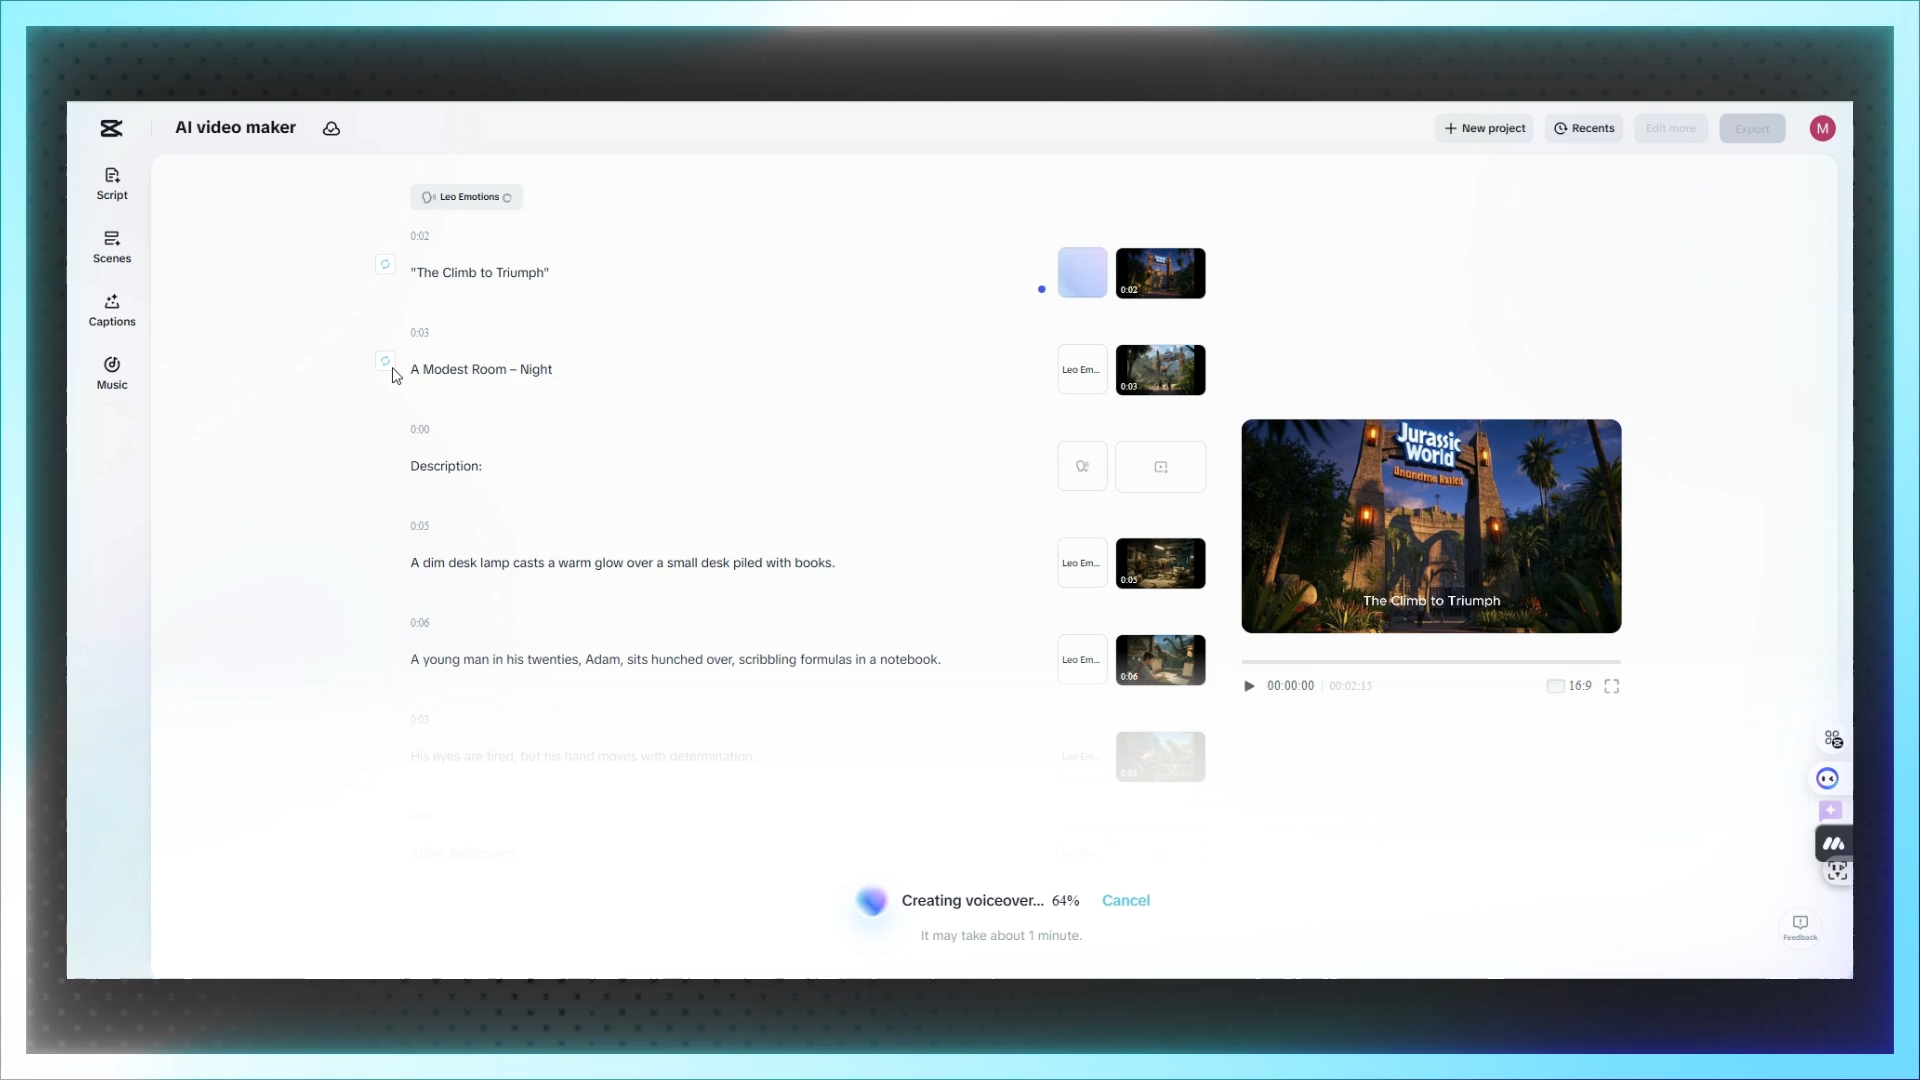 AI video maker
New project
Recents
Edit more
Export
M
Script
Scenes
Captions
Music
Leo Emotions
0:02
"The Climb to Triumph"
0:02
0:03
A Modest Room – Night
Leo Em...
0:03
0:00
Description:
0:05
A dim desk lamp casts a warm glow over a small desk piled with books.
Leo Em...
0:05
0:06
A young man in his twenties, Adam, sits hunched over, scribbling formulas in a notebook.
Leo Em...
0:06
0:03
His eyes are tired, but his hand moves with determination.
Leo Em...
0:03
Jurassic
World
The Climb to Triumph
00:00:00
00:02:15
16:9
Creating voiceover... 64%
Cancel
It may take about 1 minute.
Feedback